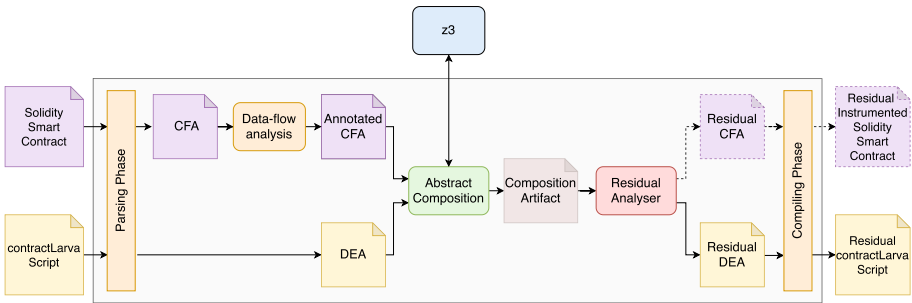 z3
Solidity
Smart
Contract
Parsing Phase
CFA
Data-flow
analysis
Annotated
CFA
Abstract
Composition
Composition
Artifact
Residual
Analyser
Residual
CFA
Compiling Phase
Residual
Instrumented
Solidity
Smart
Contract
contractLarva
Script
DEA
Residual
DEA
Residual
contractLarva
Script